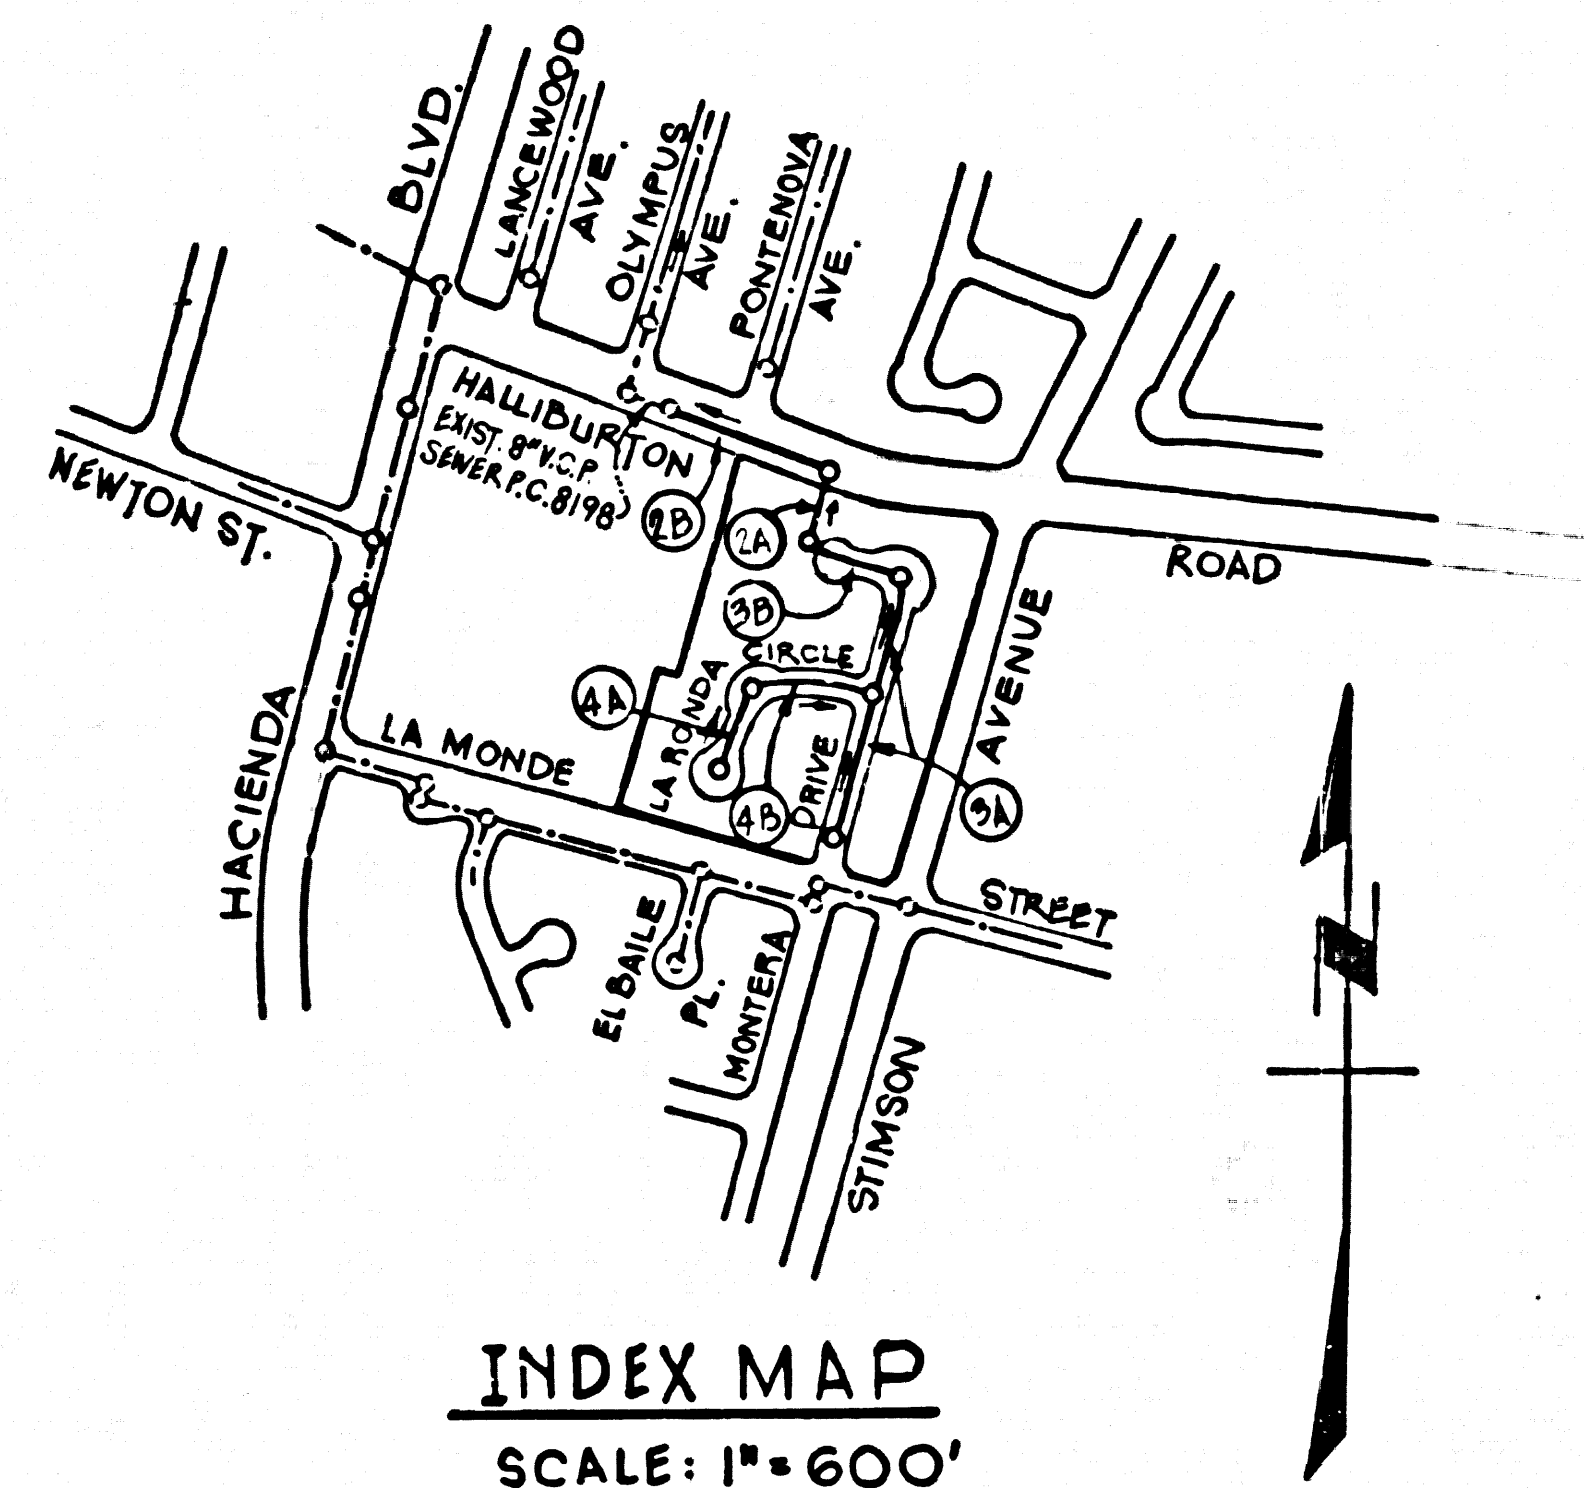 BLVD.
LANCEWOOD
AVE.
OLYMPUS
AVE.
PONTENOVA
AVE.
HALLIBURTON
EXIST. 8" V.C.P.
SEWER P.C. 8198
NEWTON ST.
2B
2A
ROAD
3B
CIRCLE
AVENUE
4A
LA RONDA
HACIENDA
LA MONDE
DRIVE
4B
3A
STREET
EL BAILE
PL.
MONTERA
STIMSON
N
INDEX MAP
SCALE: 1" = 600'